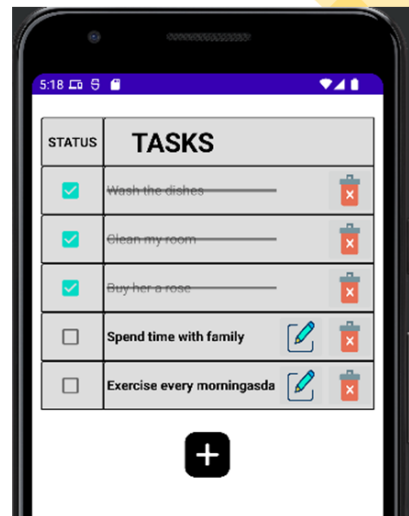 5:18
STATUS TASKS
Wash the dishes
Clean my room
Buy her a rose
Spend time with family
Exercise every morningasda